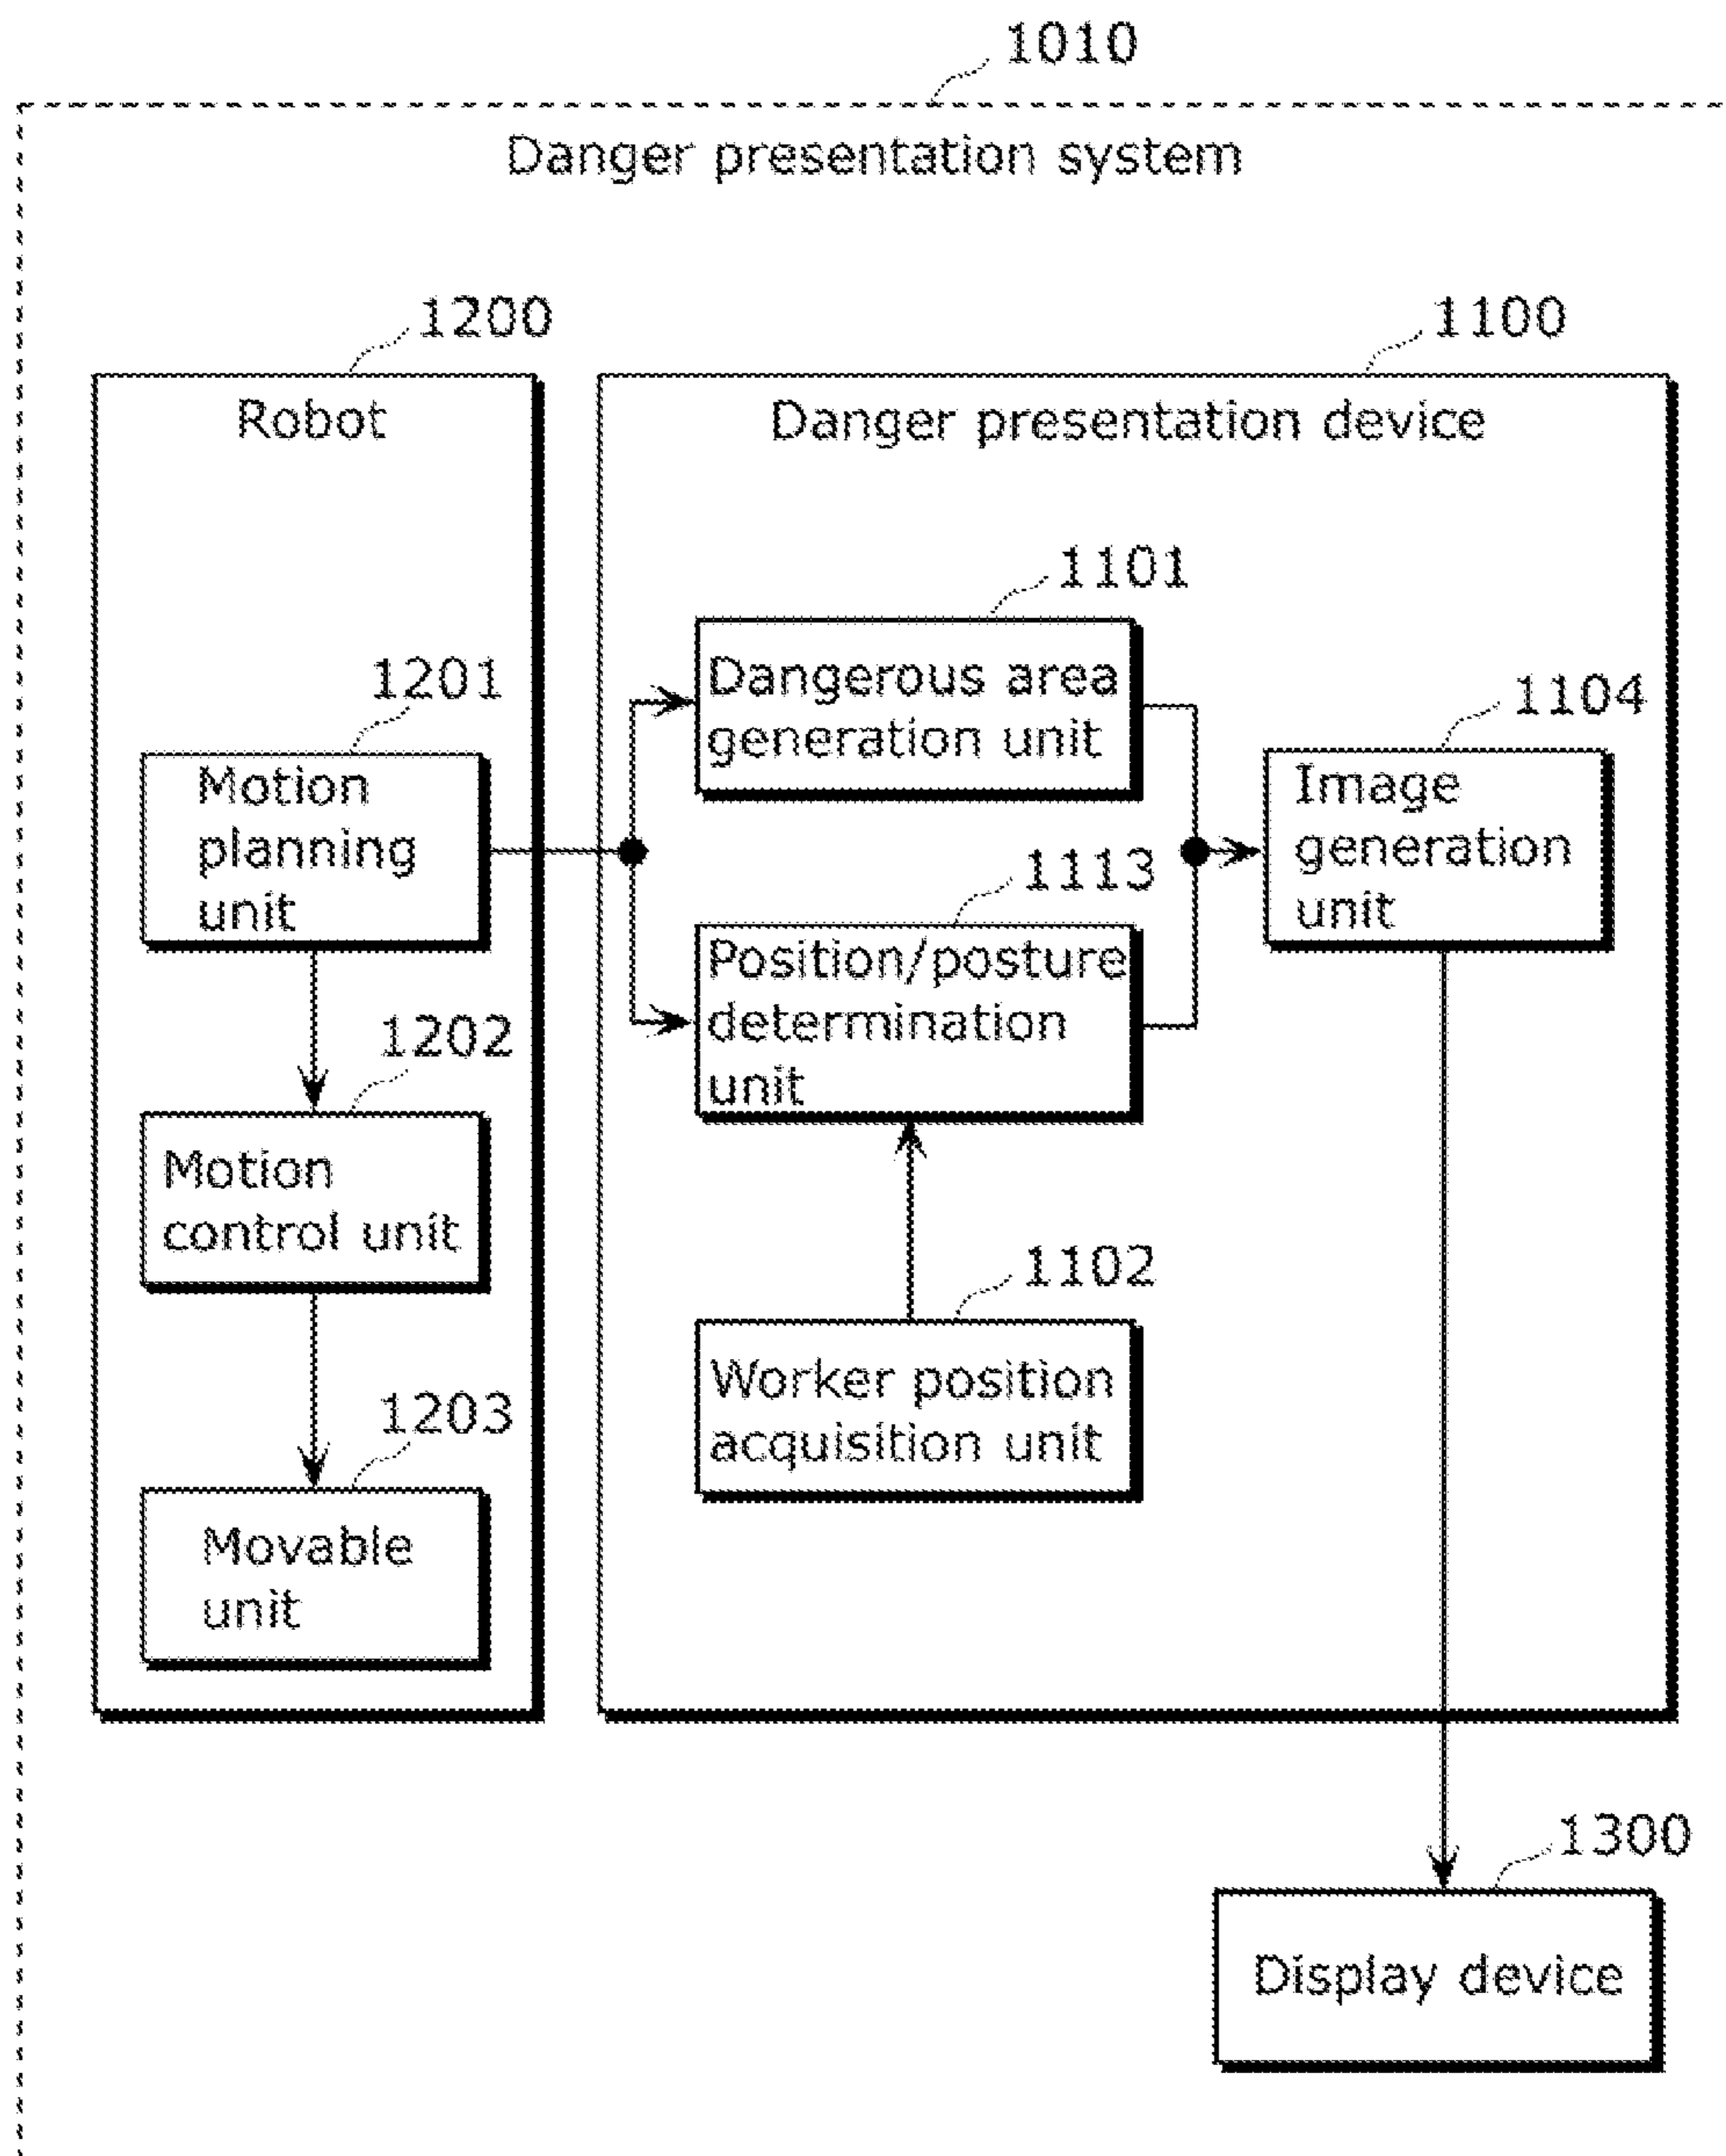 1010
Danger presentation system
1200
Robot
1201
Motion
planning
unit
1202
Motion
control unit
1203
Movable
unit
1100
Danger presentation device
1101
Dangerous area
generation unit
1113
Position/posture
determination
unit
1102
Worker position
acquisition unit
1104
Image
generation
unit
1300
Display device